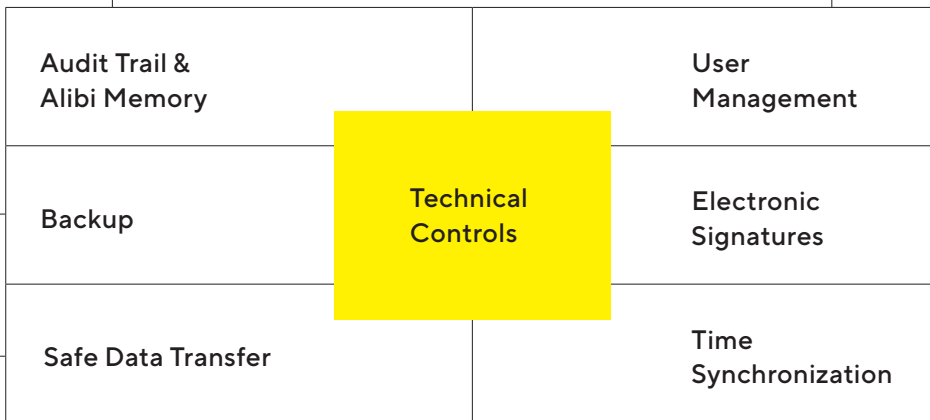 Audit Trail &
Alibi Memory
User
Management
Technical
Controls
Backup
Electronic
Signatures
Safe Data Transfer
Time
Synchronization